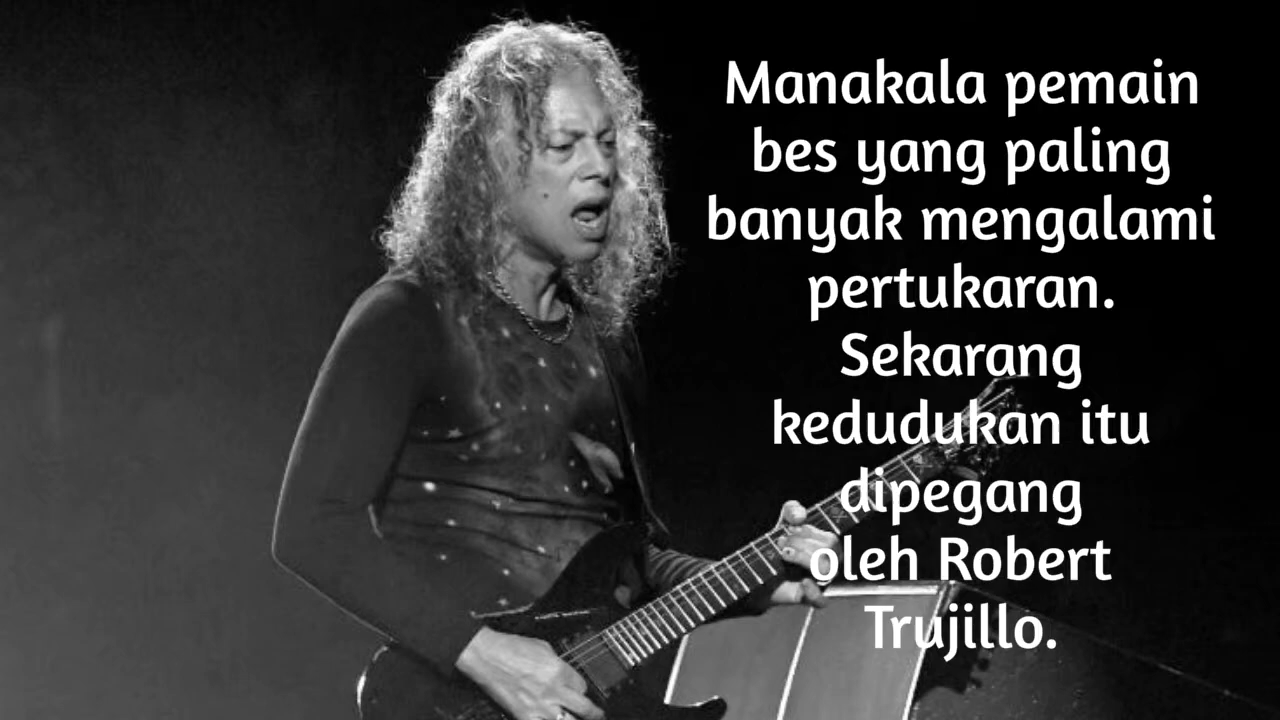 Manakala pemain
bes yang paling
banyak mengalami
pertukaran.
Sekarang
kedudukan itu
dipegang
oleh Robert
Trujillo.